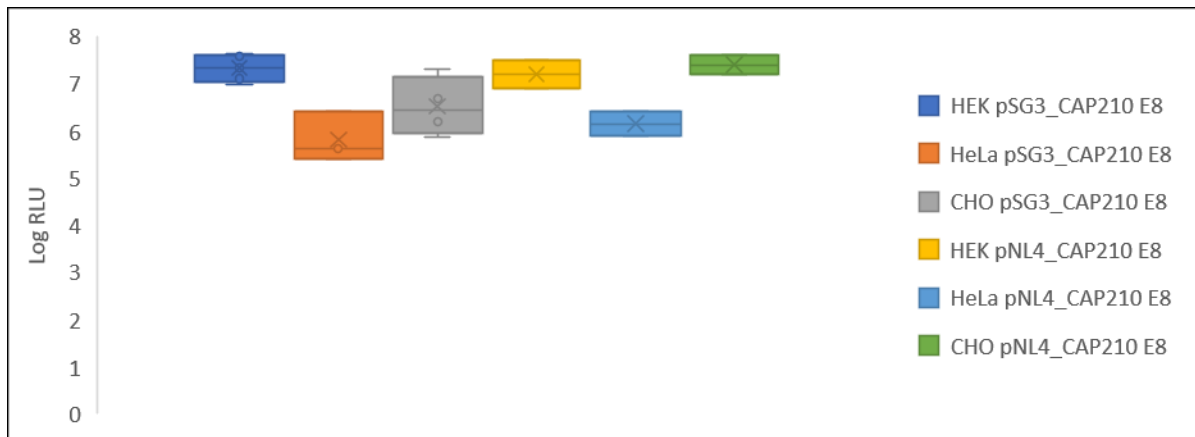 8
7
6
5
4
3
2
1
0
Log RLU
HEK pSG3_CAP210 E8
HeLa pSG3_CAP210 E8
CHO pSG3_CAP210 E8
HEK pNL4_CAP210 E8
HeLa pNL4_CAP210 E8
CHO pNL4_CAP210 E8